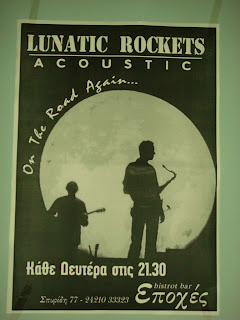 LUNATIC ROCKETS
ACOUSTIC
On The Road Again...
Κάθε Δευτέρα στις 21.30
bistrot bar
Εποχές
Σπυρίδη 77 - 24210 33323